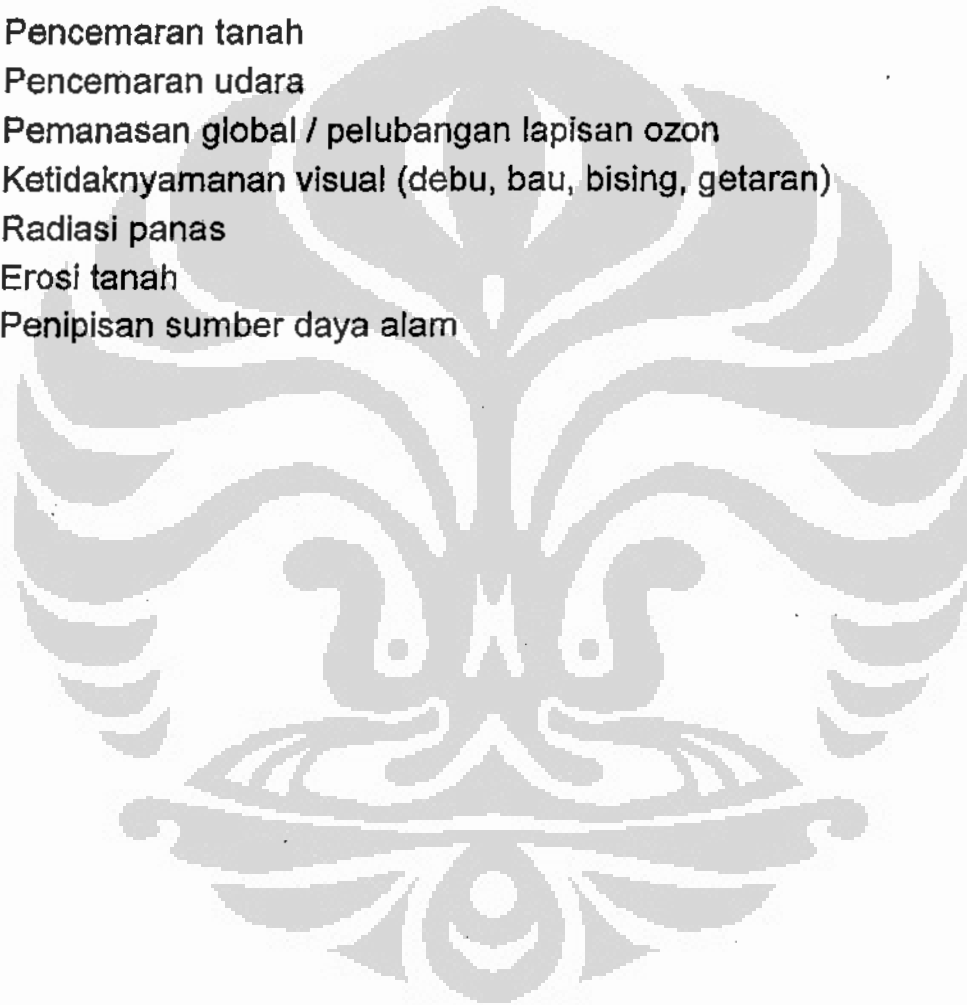 Pencemaran tanah
Pencemaran udara
Pemanasan global / pelubangan lapisan ozon
Ketidaknyamanan visual (debu, bau, bising, getaran)
Radiasi panas
Erosi tanah
Penipisan sumber daya alam